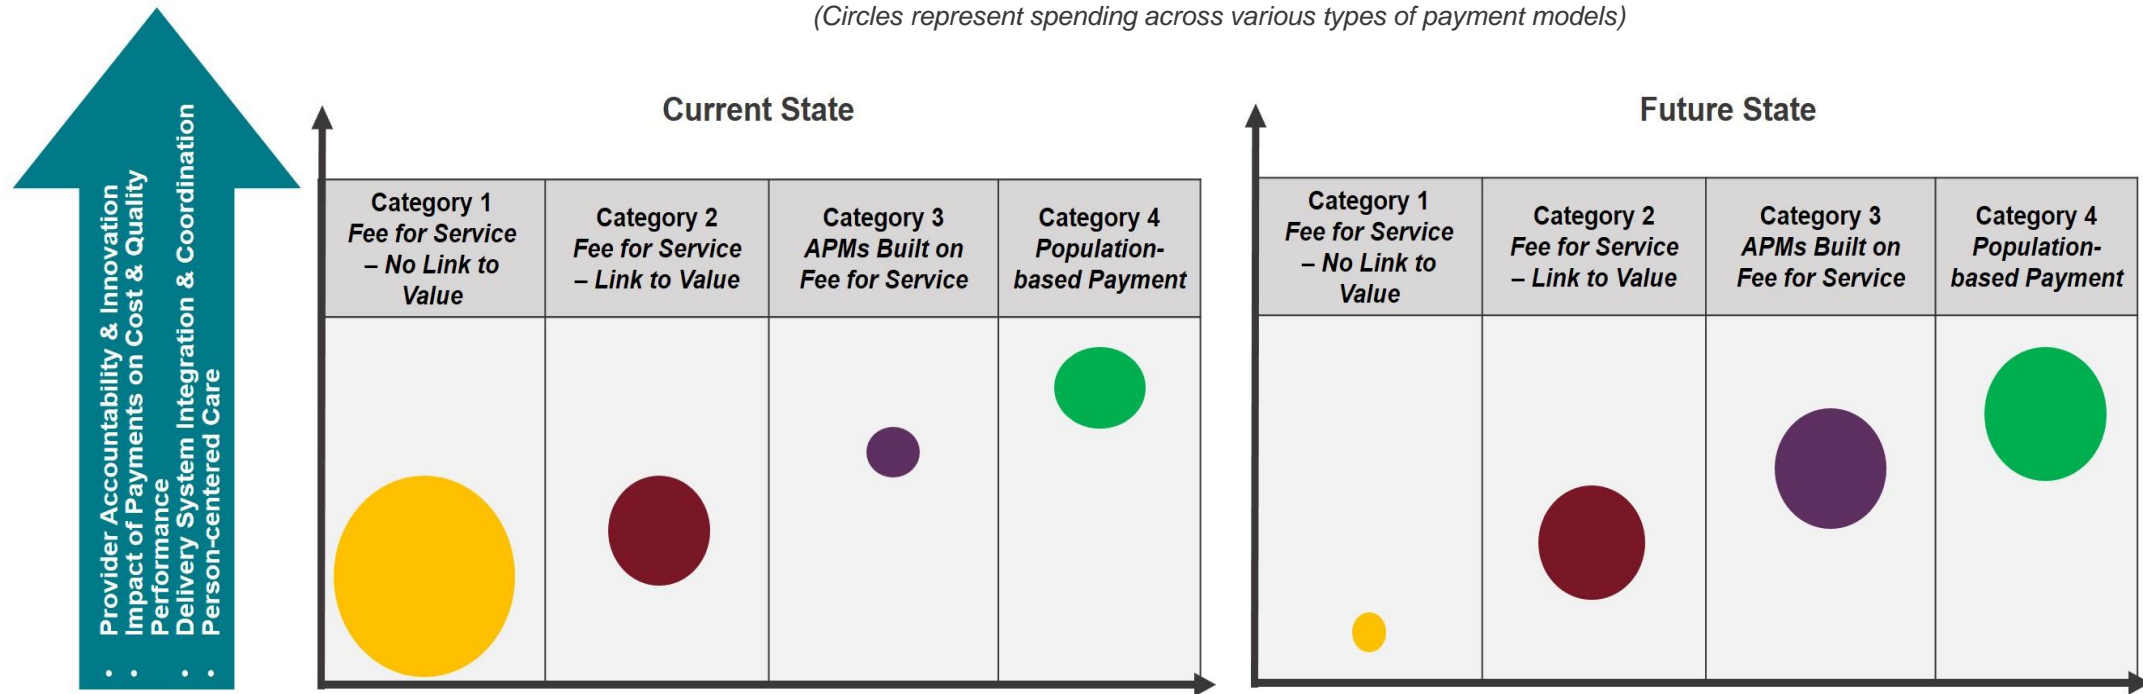 (Circles represent spending across various types of payment models)
• Provider Accountability & Innovation
• Impact of Payments on Cost & Quality
Performance
• Delivery System Integration & Coordination
• Person-centered Care
Current State
Category 1
Fee for Service
– No Link to
Value
Category 2
Fee for Service
– Link to Value
Category 3
APMs Built on
Fee for Service
Category 4
Population-
based Payment
Future State
Category 1
Fee for Service
– No Link to
Value
Category 2
Fee for Service
– Link to Value
Category 3
APMs Built on
Fee for Service
Category 4
Population-
based Payment